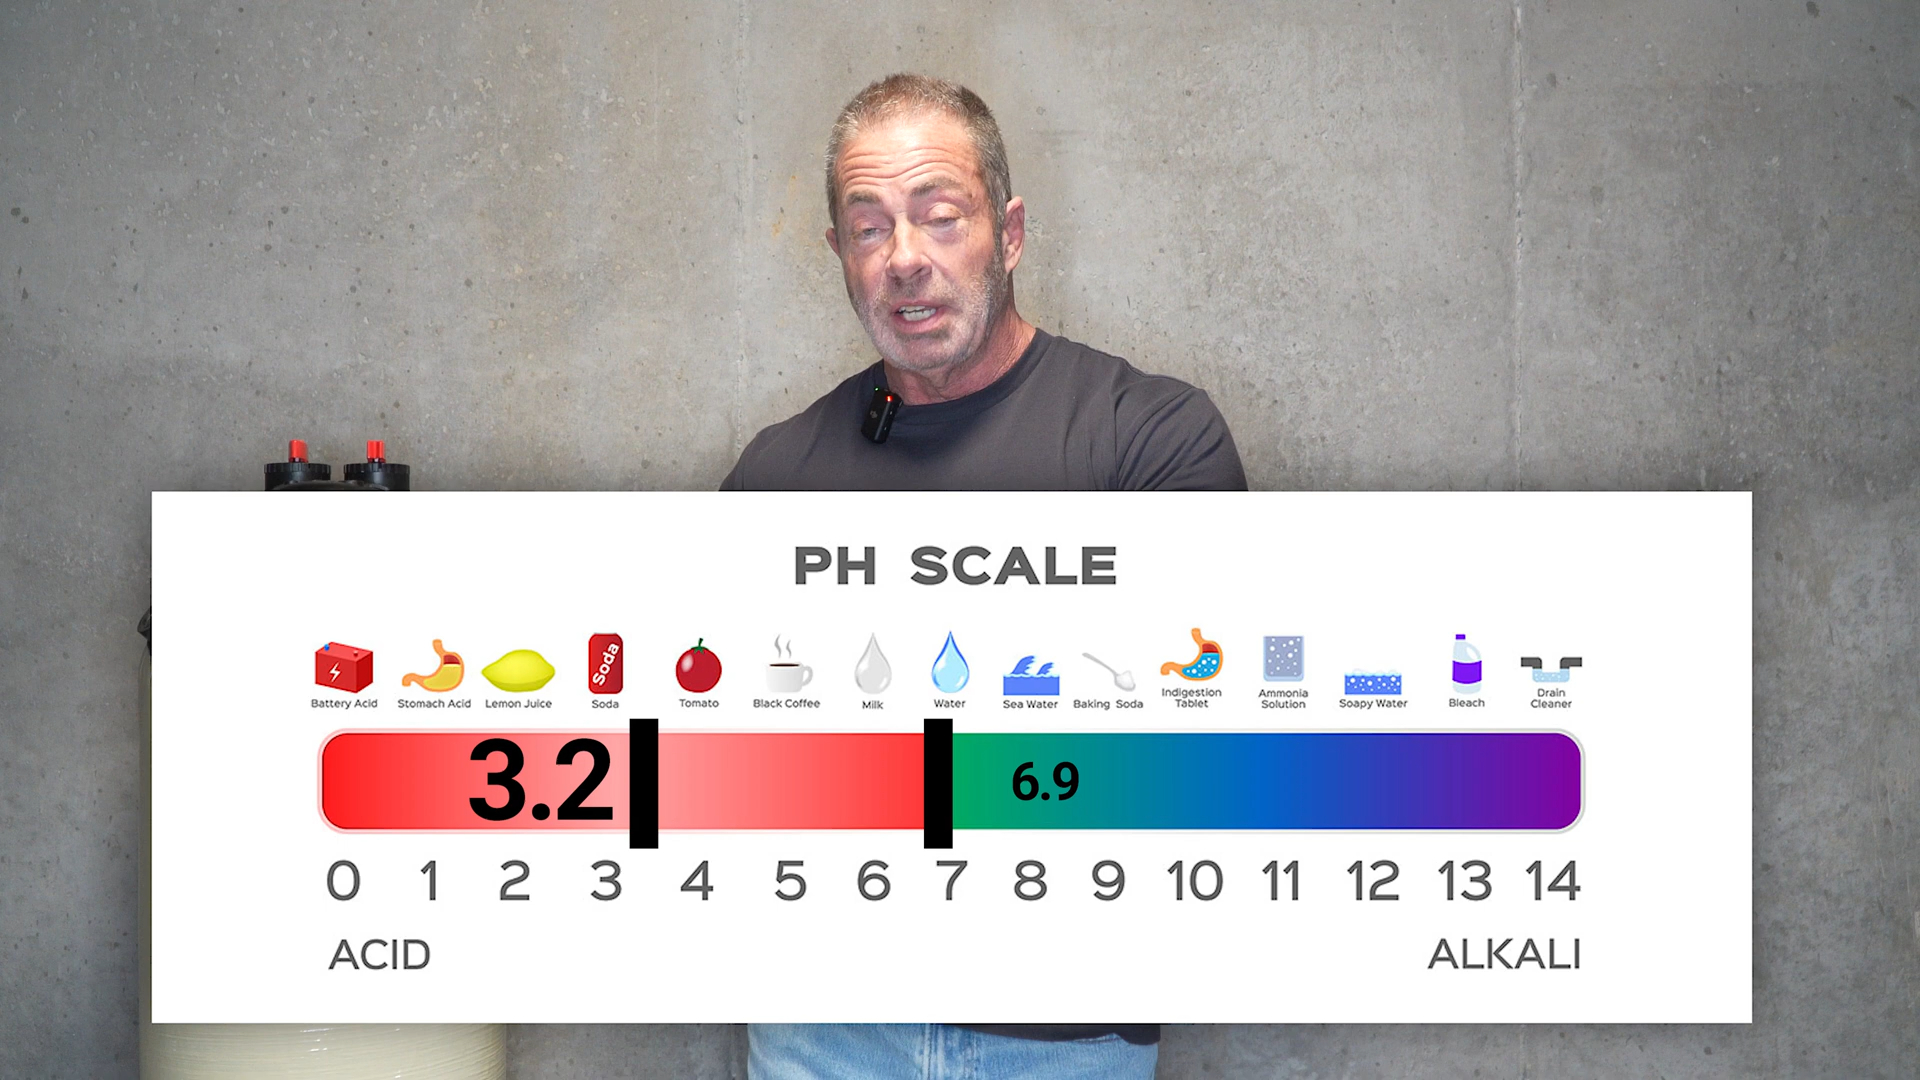 PH SCALE
Soda
Battery Acid Stomach Acid Lemon Juice Soda Tomato Black Coffee Milk Water Sea Water Baking Soda Indigestion Tablet Ammonia Solution Soapy Water Bleach Drain Cleaner
3.2 6.9
0 1 2 3 4 5 6 7 8 9 10 11 12 13 14
ACID ALKALI